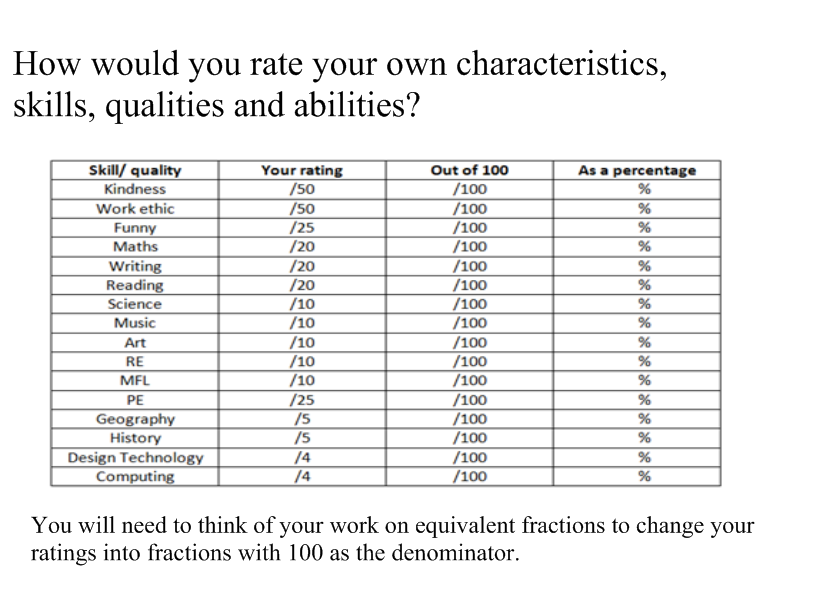 How would you rate your own characteristics,
skills, qualities and abilities?
Skill/ quality Your rating Out of 100 As a percentage
Kindness /50 /100 %
Work ethic /50 /100 %
Funny /25 /100 %
Maths /20 /100 %
Writing /20 /100 %
Reading /20 /100 %
Science /10 /100 %
Music /10 /100 %
Art /10 /100 %
RE /10 /100 %
MFL /10 /100 %
PE /25 /100 %
Geography /5 /100 %
History /5 /100 %
Design Technology /4 /100 %
Computing /4 /100 %
You will need to think of your work on equivalent fractions to change your
ratings into fractions with 100 as the denominator.